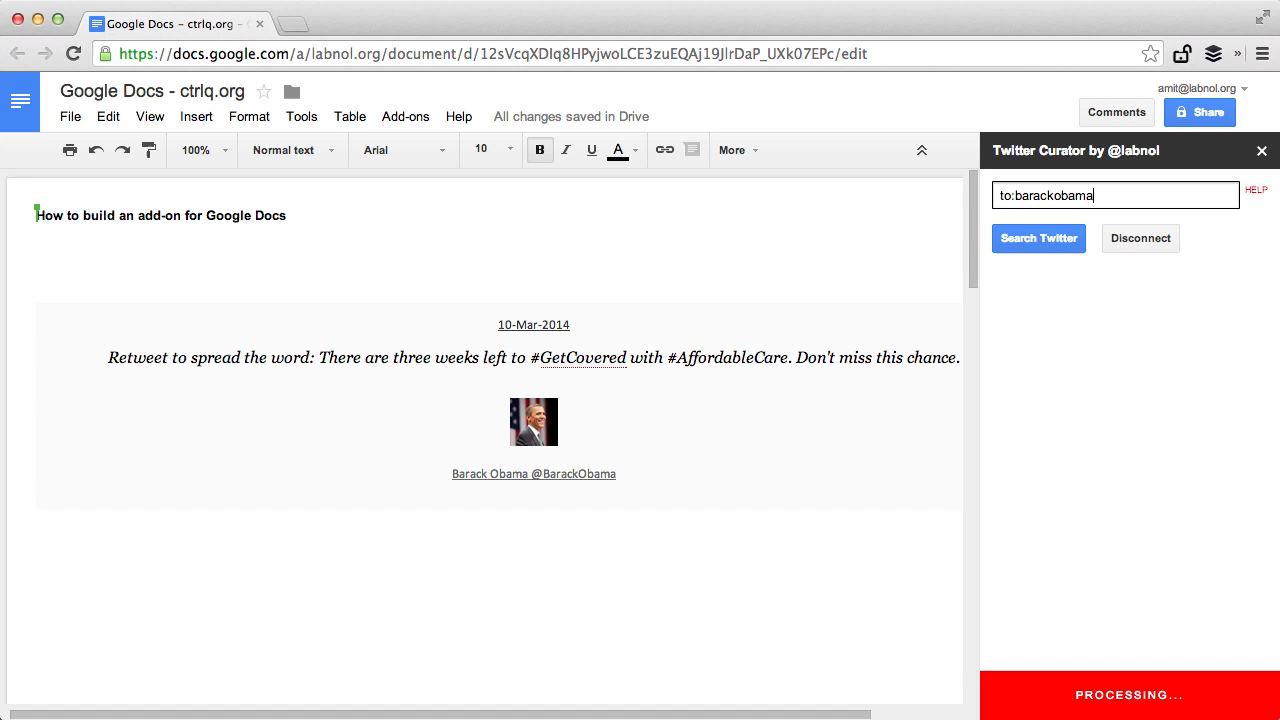 Google Docs - ctrlq.org -
https://docs.google.com/a/labnol.org/document/d/12sVcqXDIq8HPyjwoLCE3zuEQAj19JlrDaP_UXk07EPc/edit
Google Docs - ctrlq.org
amit@labnol.org
File Edit View Insert Format Tools Table Add-ons Help All changes saved in Drive
Comments Share
100% Normal text Arial 10 B I U A More
Twitter Curator by @labnol
to:barackobama HELP
Search Twitter Disconnect
How to build an add-on for Google Docs
10-Mar-2014
Retweet to spread the word: There are three weeks left to #GetCovered with #AffordableCare. Don't miss this chance.
Barack Obama @BarackObama
PROCESSING...